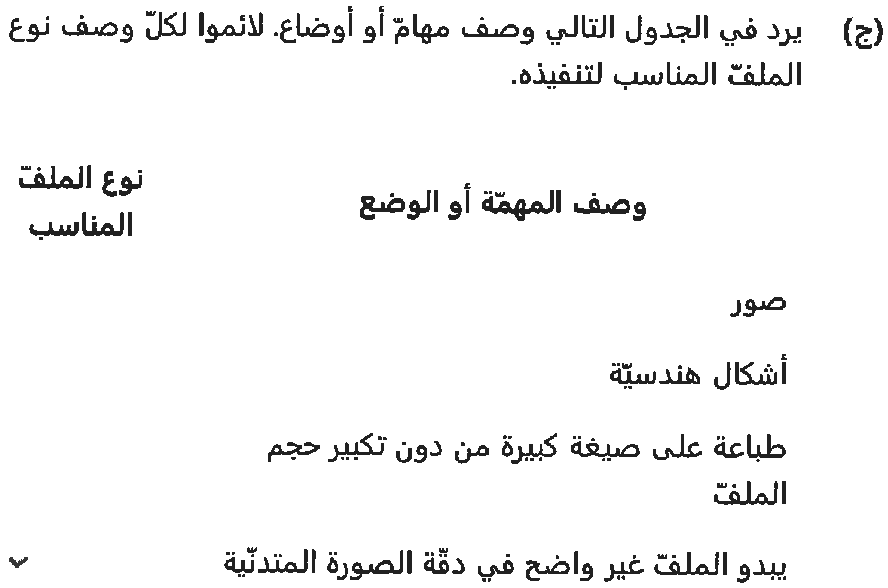 (ج) يرد في الجدول التالي وصف مهامّ أو أوضاع. لائموا لكلّ وصف نوع
الملفّ المناسب لتنفيذه.
وصف المهمّة أو الوضع
نوع الملفّ
المناسب
صور
أشكال هندسيّة
طباعة على صيغة كبيرة من دون تكبير حجم
الملفّ
يبدو الملفّ غير واضح في دقّة الصورة المتدنّية